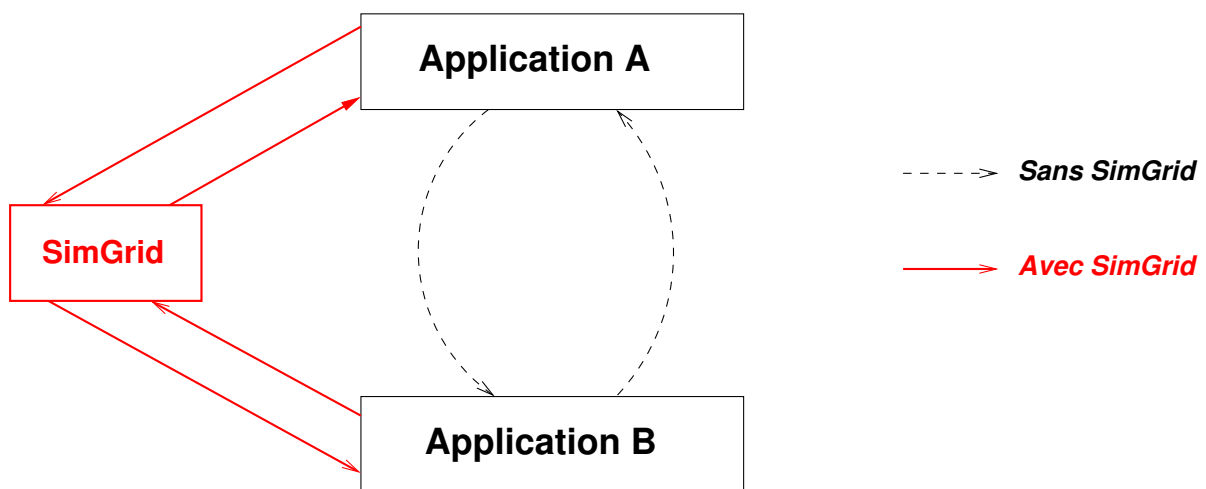 Application A
Sans SimGrid
SimGrid
Avec SimGrid
Application B